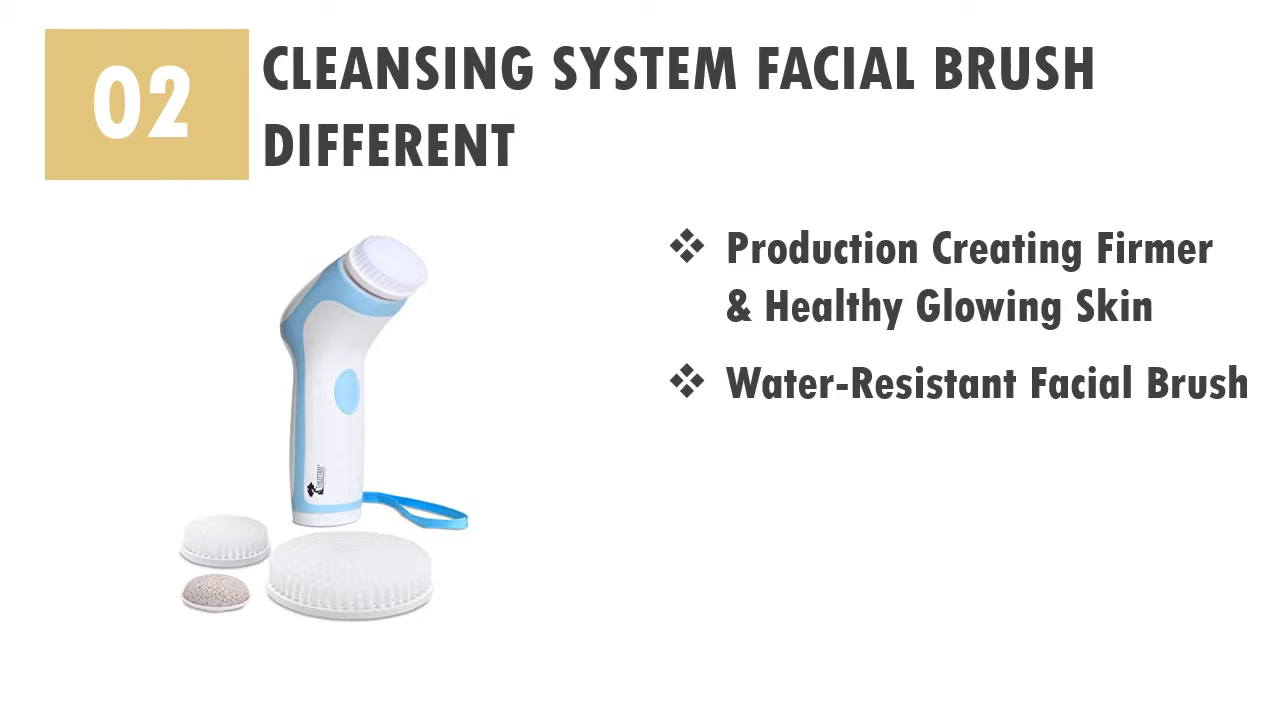 02
CLEANSING SYSTEM FACIAL BRUSH
DIFFERENT
❖ Production Creating Firmer
& Healthy Glowing Skin
❖ Water-Resistant Facial Brush